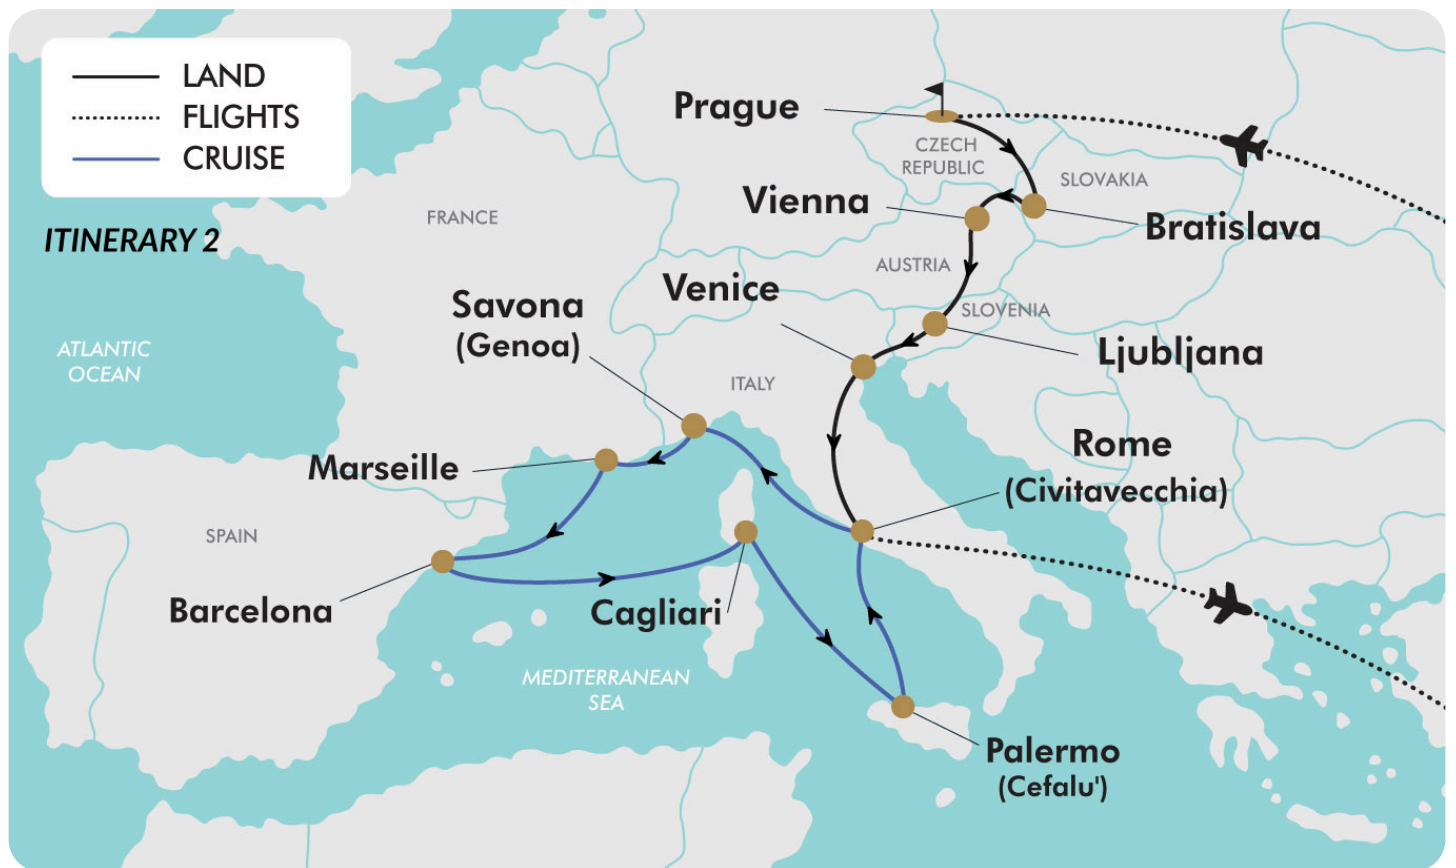 LAND
FLIGHTS
CRUISE
ITINERARY 2
Prague
CZECH
REPUBLIC
SLOVAKIA
Vienna
Bratislava
FRANCE
AUSTRIA
Venice
SLOVENIA
Savona
(Genoa)
Ljubljana
ATLANTIC
OCEAN
ITALY
Rome
(Civitavecchia)
Marseille
SPAIN
Barcelona
Cagliari
MEDITERRANEAN
SEA
Palermo
(Cefalu')